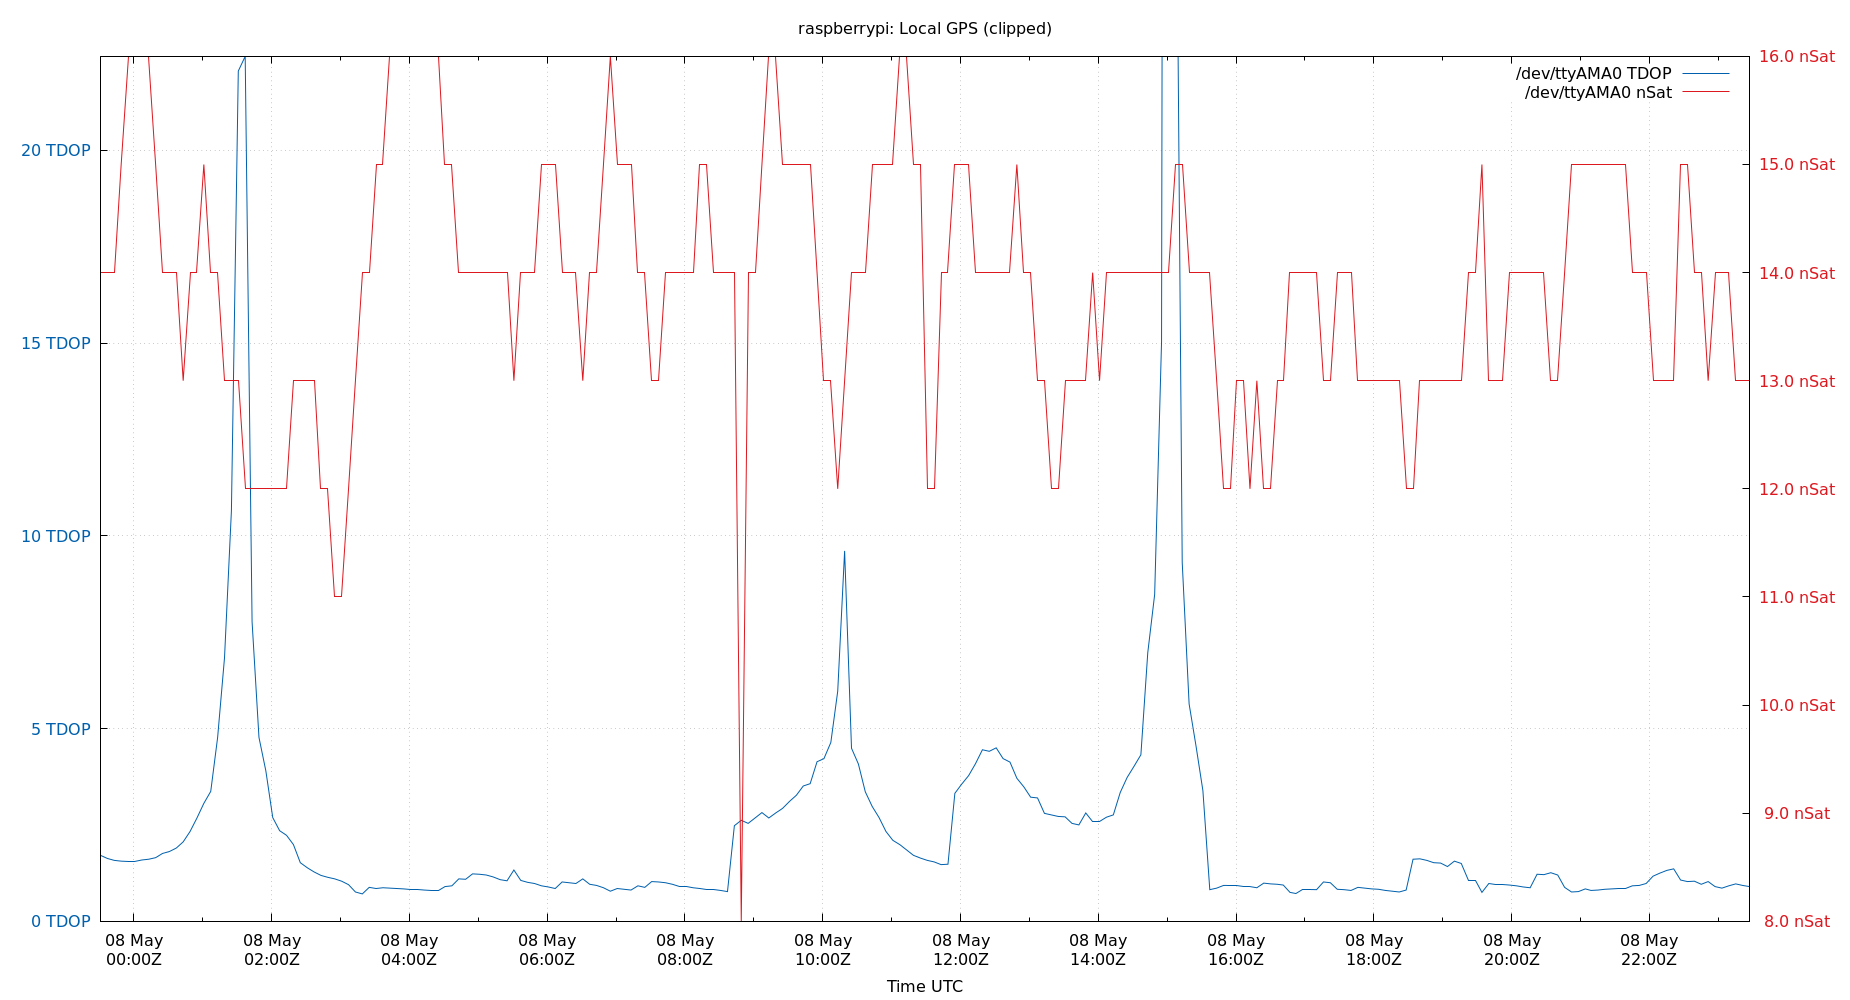 raspberrypi: Local GPS (clipped)
/dev/ttyAMA0 TDOP
/dev/ttyAMA0 nSat
20 TDOP
15 TDOP
10 TDOP
5 TDOP
0 TDOP
16.0 nSat
15.0 nSat
14.0 nSat
13.0 nSat
12.0 nSat
11.0 nSat
10.0 nSat
9.0 nSat
8.0 nSat
08 May 08 May 08 May 08 May 08 May 08 May 08 May 08 May 08 May 08 May 08 May 08 May
00:00Z 02:00Z 04:00Z 06:00Z 08:00Z 10:00Z 12:00Z 14:00Z 16:00Z 18:00Z 20:00Z 22:00Z
Time UTC